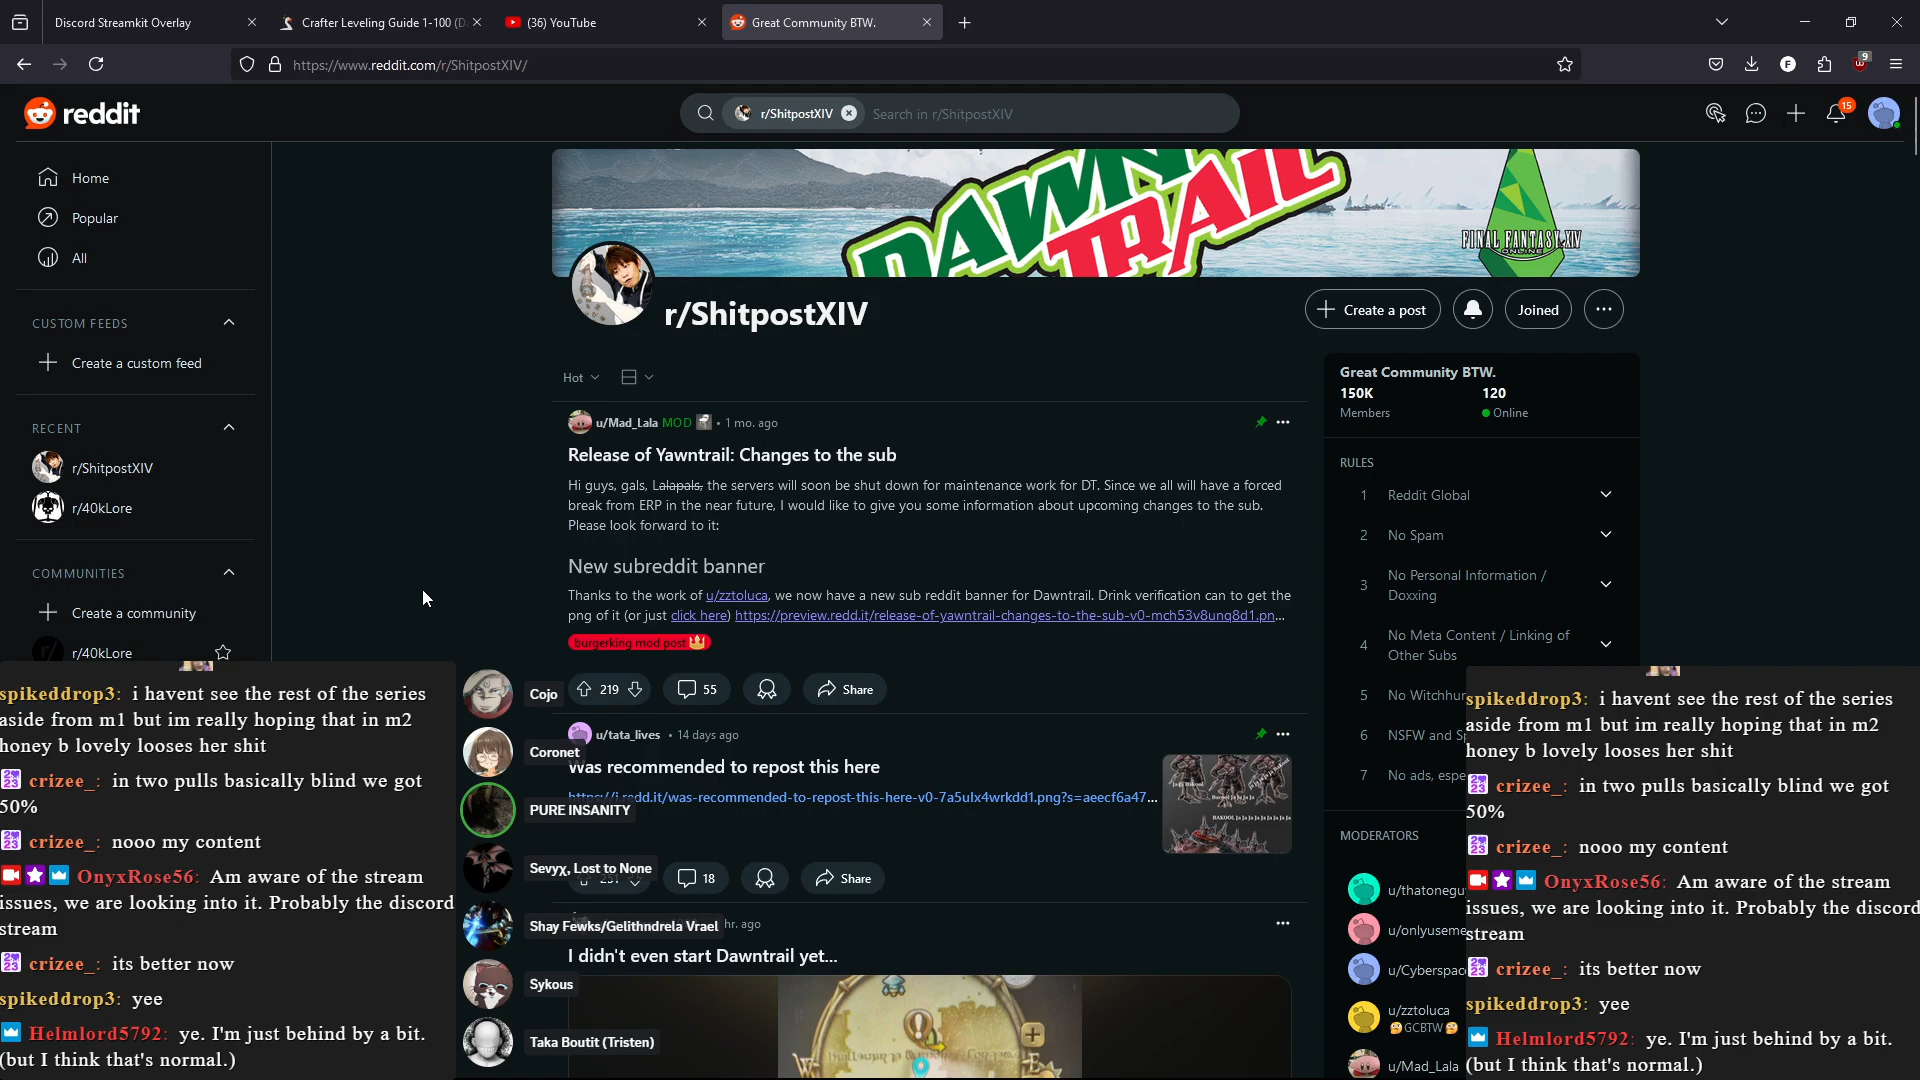 Discord Streamkit Overlay
Crafter Leveling Guide 1-100 (D
(36) YouTube
Great Community BTW.
https://www.reddit.com/r/ShitpostXIV/
9
reddit
r/ShitpostXIV
Search in r/ShitpostXIV
15
Home
Popular
All
CUSTOM FEEDS
Create a custom feed
RECENT
r/ShitpostXIV
r/40kLore
COMMUNITIES
Create a community
r/40kLore
DAWN
TRAIL
FINAL FANTASY XIV
ONLINE
r/ShitpostXIV
Create a post
Joined
Hot
u/Mad_Lala MOD • 1 mo. ago
Release of Yawntrail: Changes to the sub
Hi guys, gals, Lalapals, the servers will soon be shut down for maintenance work for DT. Since we all will have a forced
break from ERP in the near future, I would like to give you some information about upcoming changes to the sub.
Please look forward to it:
New subreddit banner
Thanks to the work of u/zztoluca, we now have a new sub reddit banner for Dawntrail. Drink verification can to get the
png of it (or just click here) https://preview.redd.it/release-of-yawntrail-changes-to-the-sub-v0-mch53v8unq8d1.pn...
burgerking mod post
219
55
Share
u/tata_lives • 14 days ago
Was recommended to repost this here
https://i.redd.it/was-recommended-to-repost-this-here-v0-7a5ulx4wrkdd1.png?s=aeecf6a47...
18
Share
hr. ago
I didn't even start Dawntrail yet...
Great Community BTW.
150K
Members
120
Online
RULES
1 Reddit Global
2 No Spam
3 No Personal Information /
Doxxing
4 No Meta Content / Linking of
Other Subs
5 No Witchhu
6 NSFW and Sp
7 No ads, espe
MODERATORS
u/thatonegu
u/onlyuseme
u/Cyberspac
u/zztoluca
GCBTW
u/Mad_Lala
spikeddrop3: i havent see the rest of the series
aside from m1 but im really hoping that in m2
honey b lovely looses her shit
crizee_: in two pulls basically blind we got
50%
crizee_: nooo my content
OnyxRose56: Am aware of the stream
issues, we are looking into it. Probably the discord
stream
crizee_: its better now
spikeddrop3: yee
Helmlord5792: ye. I'm just behind by a bit.
(but I think that's normal.)
Cojo
Coronet
PURE INSANITY
Sevyχ, Lost to None
Shay Fewks/Gelithndrela Vrael
Sykous
Taka Boutit (Tristen)
spikeddrop3: i havent see the rest of the series
aside from m1 but im really hoping that in m2
honey b lovely looses her shit
crizee_: in two pulls basically blind we got
50%
crizee_: nooo my content
OnyxRose56: Am aware of the stream
issues, we are looking into it. Probably the discord
stream
crizee_: its better now
spikeddrop3: yee
Helmlord5792: ye. I'm just behind by a bit.
(but I think that's normal.)